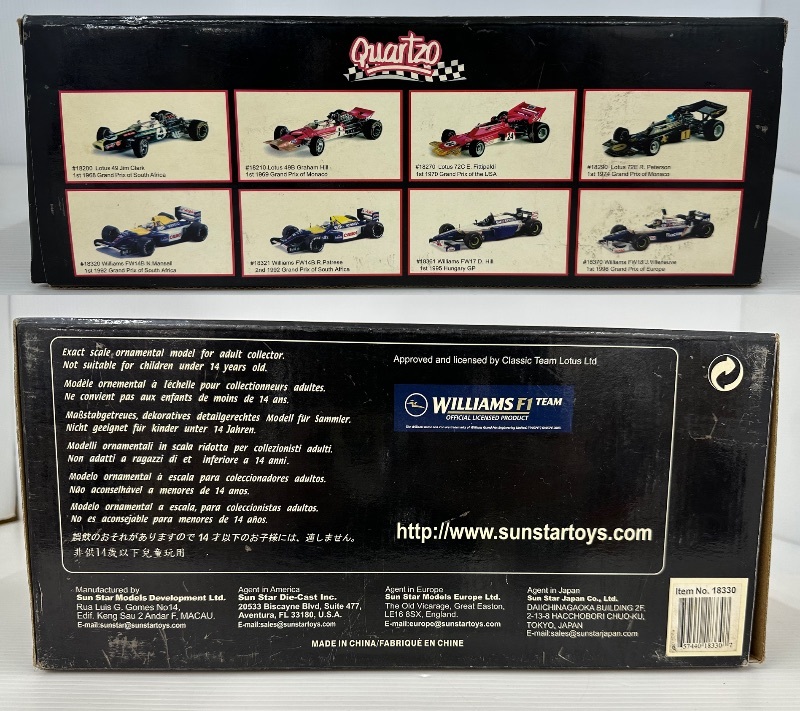 Quartzo
#18200 Lotus 49 Jim Clark
1st 1968 Grand Prix of South Africa
#18210 Lotus 49B Graham Hill
1st 1969 Grand Prix of Monaco
#18270 Lotus 72C E. Fittipaldi
1st 1970 Grand Prix of the USA
#18290 Lotus 72E R. Peterson
1st 1974 Grand Prix of Monaco
#18320 Williams FW14B N.Mansell
1st 1992 Grand Prix of South Africa
#18321 Williams FW14B R.Patrese
2nd 1992 Grand Prix of South Africa
#18361 Williams FW17 D. Hill
1st 1995 Hungary GP
#18370 Williams FW18 J.Villeneuve
1st 1996 Grand Prix of Europe
Exact scale ornamental model for adult collector.
Not suitable for children under 14 years old.
Modèle ornemental à léchelle pour collectionneurs adultes.
Ne convient pas aux enfants de moins de 14 ans.
Maßstabgetreues, dekoratives detailgerechtes Modell für Sammler.
Nicht geeignet für kinder unter 14 Jahren.
Modelli ornamentali in scala ridotta per collezionisti adulti.
Non adatti a ragazzi di et inferiore a 14 anni.
Modelo ornamental à escala para coleccionadores adultos.
Não aconselhável a menores de 14 anos.
Modelo ornamental a escala, para coleccionistas adultos.
No es aconsejable para menores de 14 años.
誤飲のおそれがありますので 14 才以下のお子様には、適しません。
非供14歲以下兒童玩用
Approved and licensed by Classic Team Lotus Ltd
WILLIAMS F1 TEAM
OFFICIAL LICENSED PRODUCT
http://www.sunstartoys.com
Manufactured by
Sun Star Models Development Ltd.
Rua Luis G. Gomes No14,
Edif. Keng Sau 2 Andar F, MACAU.
E-mail:sunstar@sunstartoys.com
Agent in America
Sun Star Die-Cast Inc.
20533 Biscayne Blvd, Suite 477,
Aventura, FL 33180, U.S.A.
E-mail:sunstar@sunstartoys.com
Agent in Europe
Sun Star Models Europe Ltd.
The Old Vicarage, Great Easton,
LE16 8SX, England.
E-mail:europe@sunstartoys.com
Agent in Japan
Sun Star Japan Co., Ltd.
DAIICHINAGAOKA BUILDING 2F,
2-13-8 HACCHOBORI CHUO-KU,
TOKYO, JAPAN
E-mail:sales@sunstarjapan.com
MADE IN CHINA/FABRIQUÉ EN CHINE
Item No. 18330
57440 18330 7